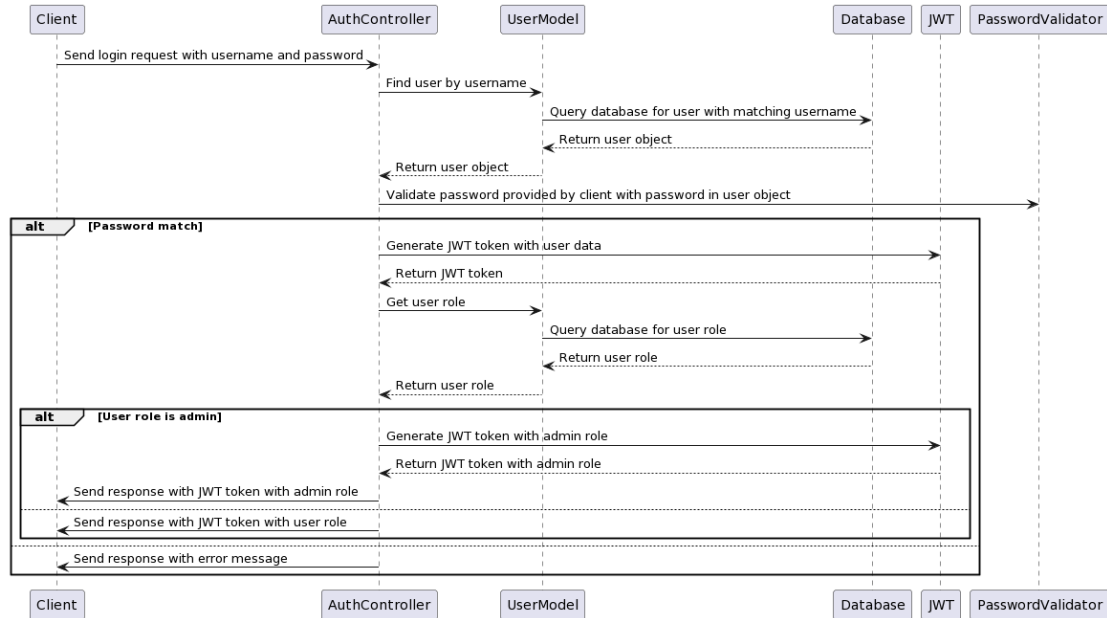 Client AuthController UserModel Database JWT PasswordValidator
Send login request with username and password
Find user by username
Query database for user with matching username
Return user object
Return user object
Validate password provided by client with password in user object
alt [Password match]
Generate JWT token with user data
Return JWT token
Get user role
Query database for user role
Return user role
Return user role
alt [User role is admin]
Generate JWT token with admin role
Return JWT token with admin role
Send response with JWT token with admin role
Send response with JWT token with user role
Send response with error message
Client AuthController UserModel Database JWT PasswordValidator